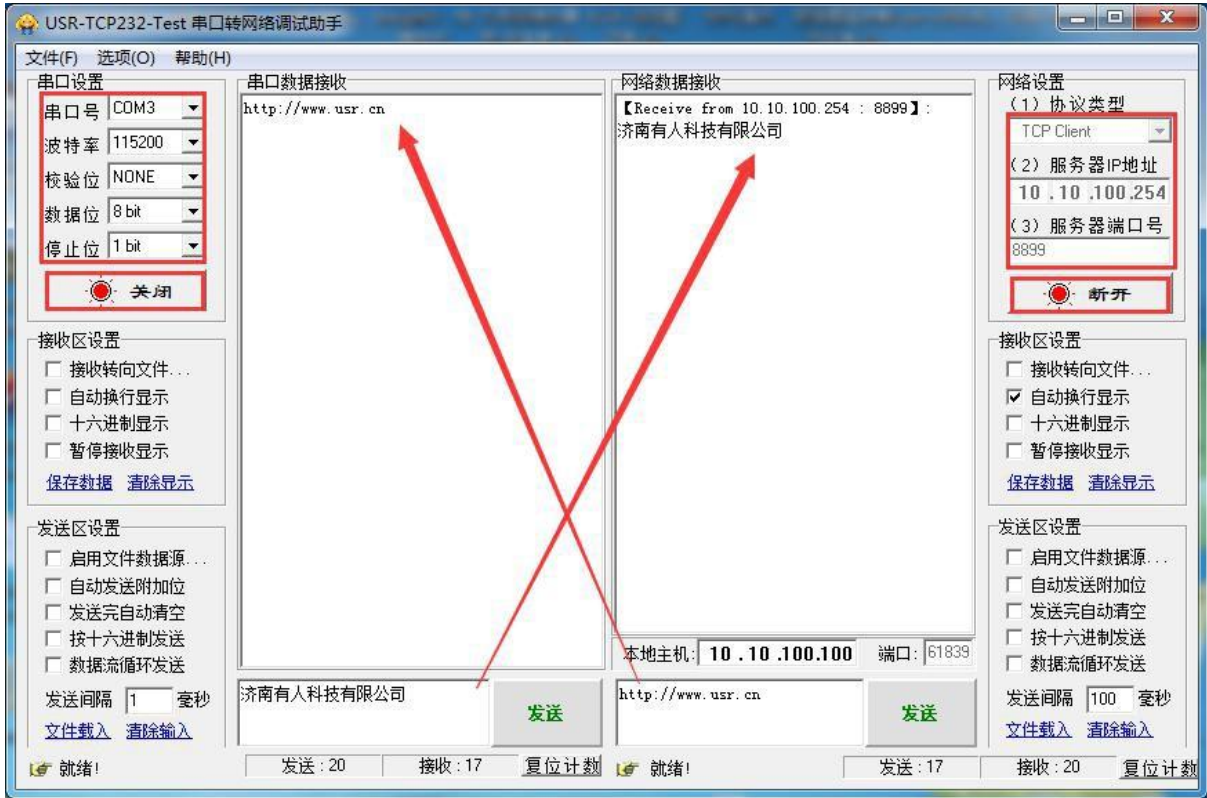 USR-TCP232-Test 串口转网络调试助手
文件(F) 选项(O) 帮助(H)
串口设置
串口号 COM3
波特率 115200
校验位 NONE
数据位 8 bit
停止位 1 bit
关闭
接收区设置
接收转向文件...
自动换行显示
十六进制显示
暂停接收显示
保存数据 清除显示
发送区设置
启用文件数据源...
自动发送附加位
发送完自动清空
按十六进制发送
数据流循环发送
发送间隔 1 毫秒
文件载入 清除输入
串口数据接收
http://www.usr.cn
济南有人科技有限公司
发送
网络数据接收
【Receive from 10.10.100.254 : 8899】:
济南有人科技有限公司
本地主机: 10 .10 .100.100 端口: 61839
http://www.usr.cn
发送
网络设置
(1) 协议类型
TCP Client
(2) 服务器IP地址
10 .10 .100.254
(3) 服务器端口号
8899
断开
接收区设置
接收转向文件...
自动换行显示
十六进制显示
暂停接收显示
保存数据 清除显示
发送区设置
启用文件数据源...
自动发送附加位
发送完自动清空
按十六进制发送
数据流循环发送
发送间隔 100 毫秒
文件载入 清除输入
就绪! 发送:20 接收:17 复位计数
就绪! 发送:17 接收:20 复位计数